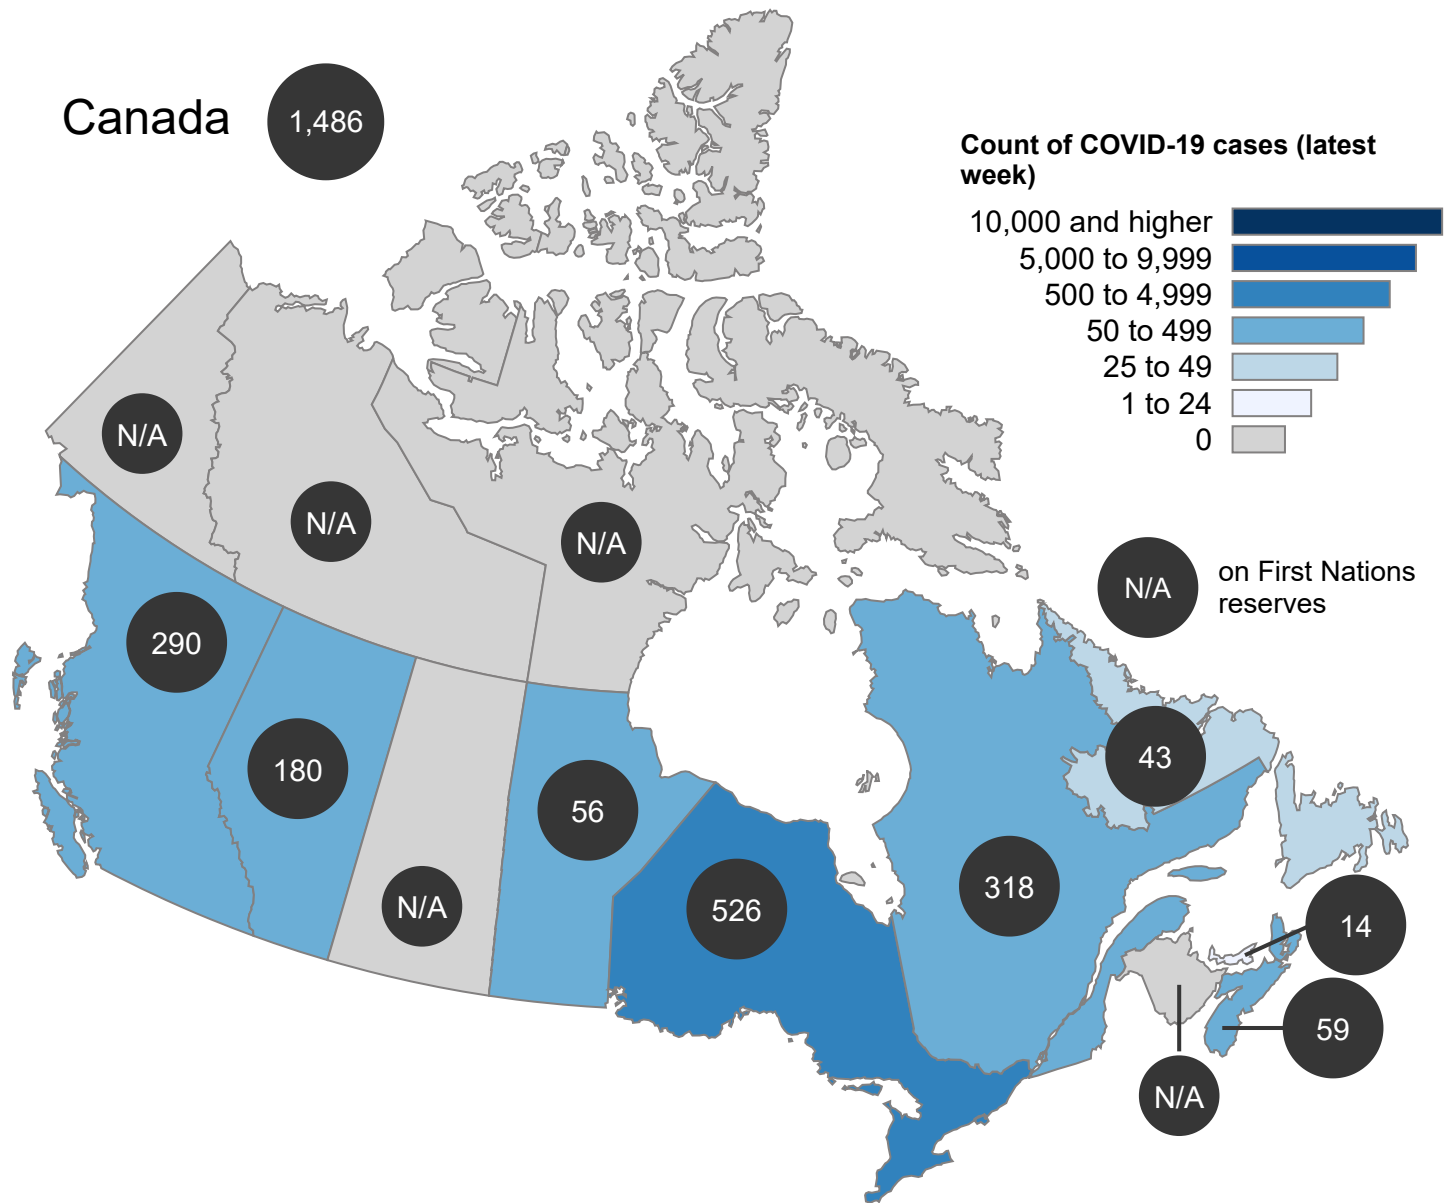 Canada
1,486
Count of COVID-19 cases (latest
week)
10,000 and higher
5,000 to 9,999
500 to 4,999
50 to 499
25 to 49
1 to 24
0
N/A
N/A
N/A
N/A
on First Nations
reserves
290
180
56
N/A
526
318
43
14
59
N/A